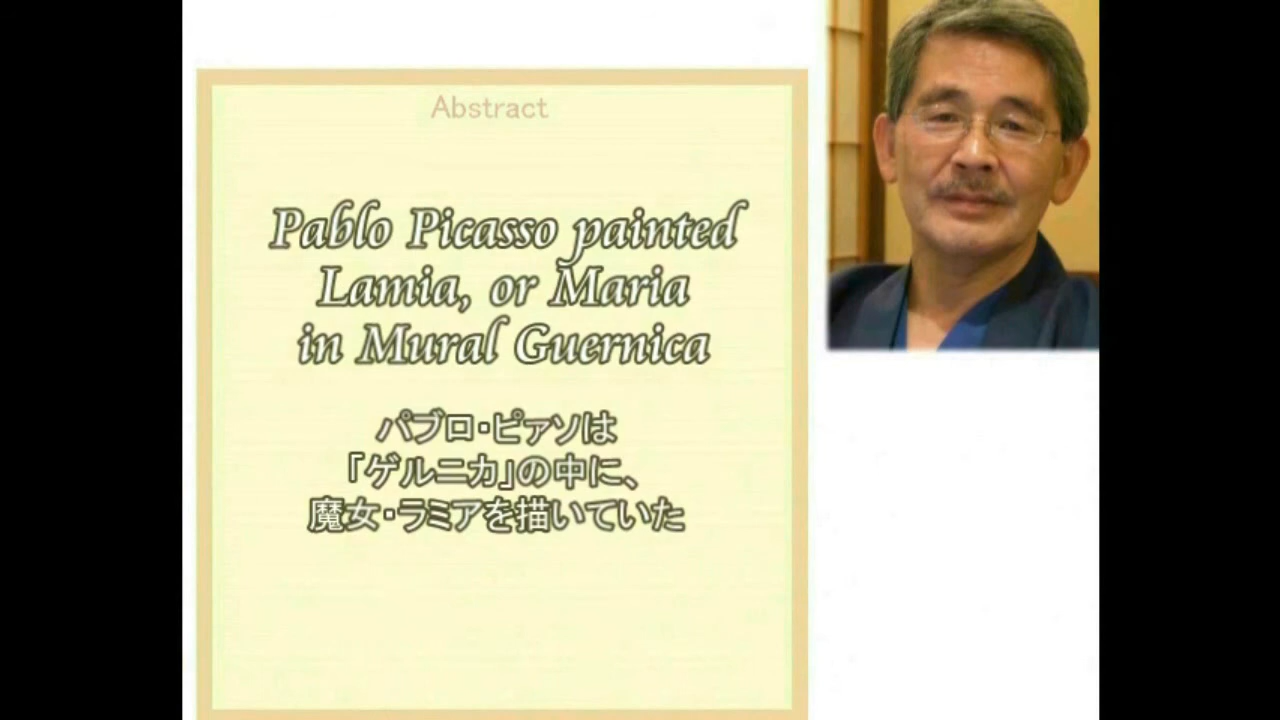 Abstract
Pablo Picasso painted
Lamia, or Maria
in Mural Guernica
パブロ・ピァソは
「ゲルニカ」の中に、
魔女・ラミアを描いていた